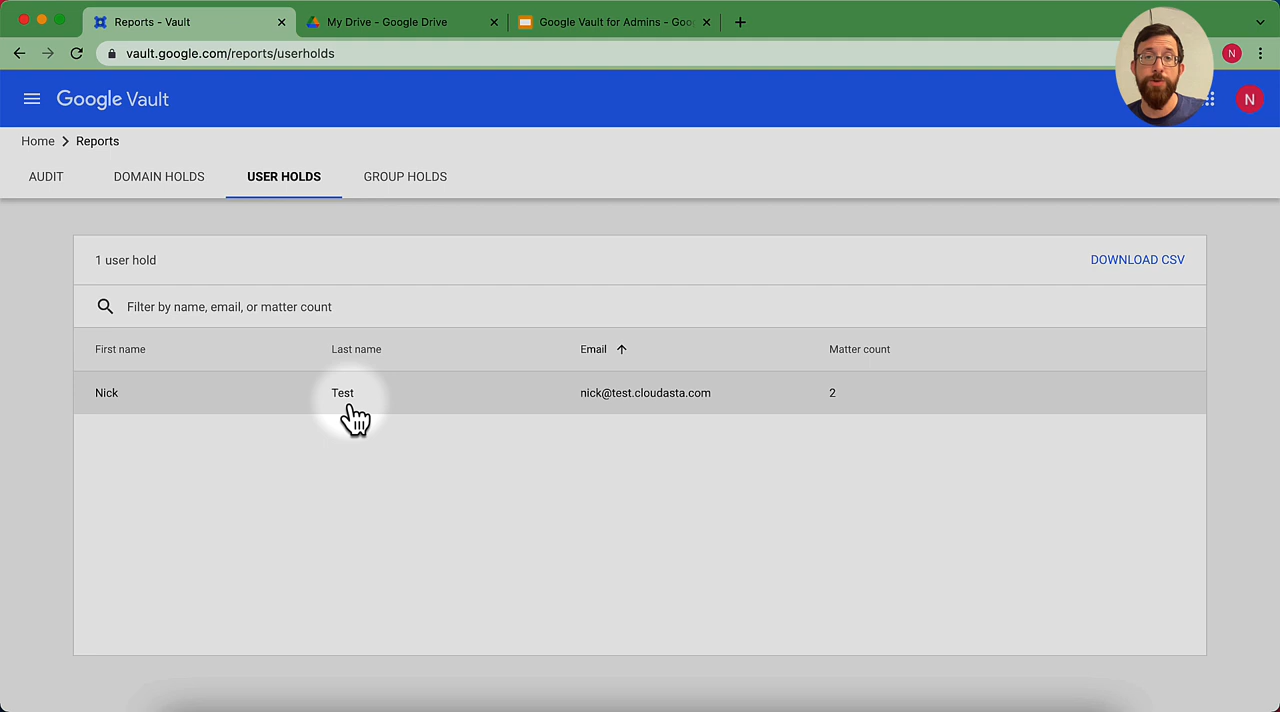 Reports - Vault
My Drive - Google Drive
Google Vault for Admins - Goo
vault.google.com/reports/userholds
N
Google Vault
N
Home > Reports
AUDIT DOMAIN HOLDS USER HOLDS GROUP HOLDS
1 user hold DOWNLOAD CSV
Filter by name, email, or matter count
First name Last name Email Matter count
Nick Test nick@test.cloudasta.com 2